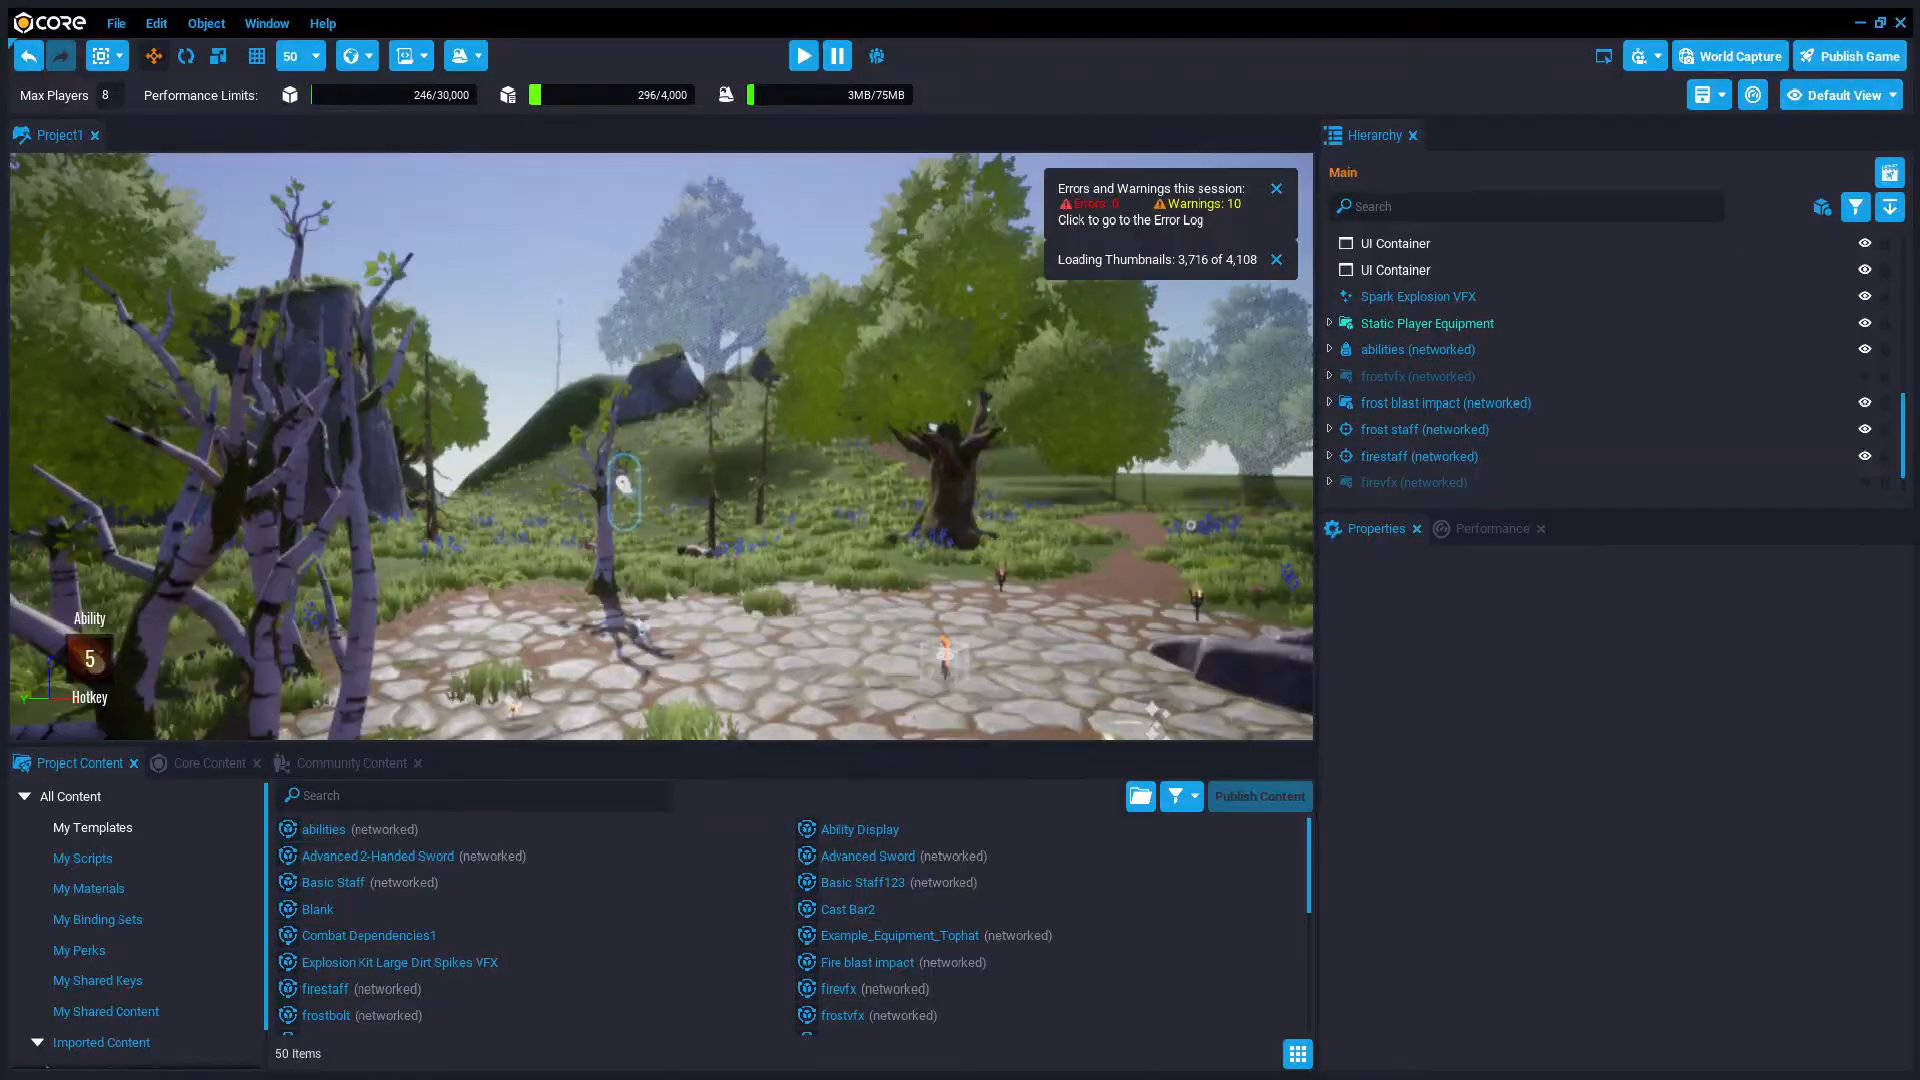 CORE
File
Edit
Object
Window
Help
50
World Capture
Publish Game
Max Players 8
Performance Limits:
246/30,000
296/4,000
3MB/75MB
Default View
Project1
Errors and Warnings this session:
Errors: 0
Warnings: 10
Click to go to the Error Log
Loading Thumbnails: 3,716 of 4,108
Ability
5
Hotkey
Y
Hierarchy
Main
Search
UI Container
UI Container
Spark Explosion VFX
Static Player Equipment
abilities (networked)
frostvfx (networked)
frost blast impact (networked)
frost staff (networked)
firestaff (networked)
firevfx (networked)
Properties
Performance
Project Content
Core Content
Community Content
All Content
My Templates
My Scripts
My Materials
My Binding Sets
My Perks
My Shared Keys
My Shared Content
Imported Content
Search
Publish Content
abilities (networked)
Ability Display
Advanced 2-Handed Sword (networked)
Advanced Sword (networked)
Basic Staff (networked)
Basic Staff123 (networked)
Blank
Cast Bar2
Combat Dependencies1
Example_Equipment_Tophat (networked)
Explosion Kit Large Dirt Spikes VFX
Fire blast impact (networked)
firestaff (networked)
firevfx (networked)
frostbolt (networked)
frostvfx (networked)
50 Items